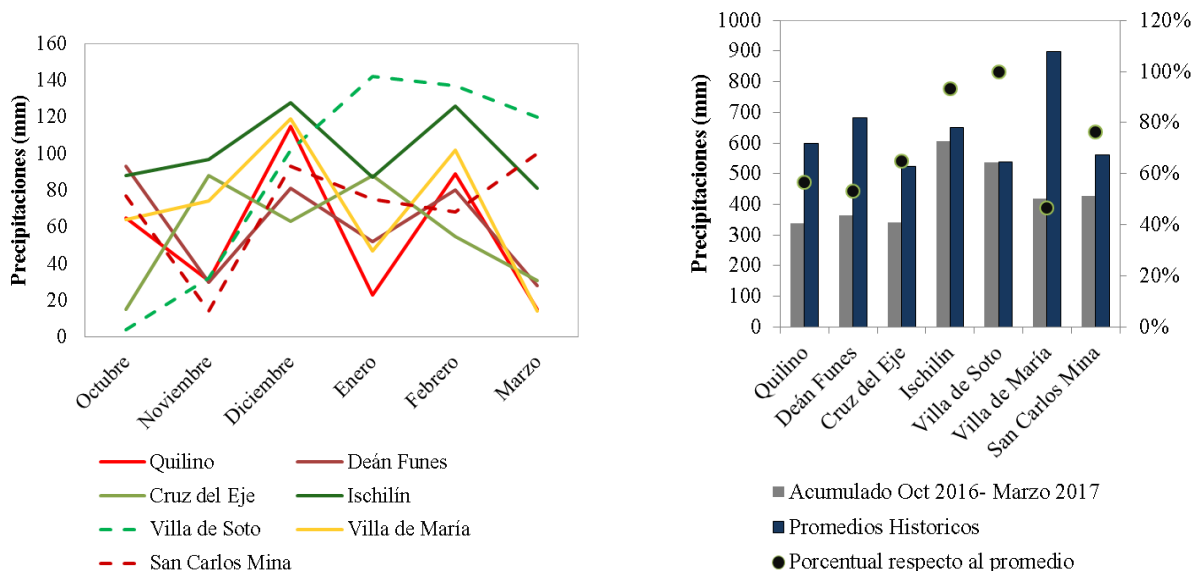 Precipitaciones (mm)
160
140
120
100
80
60
40
20
0
Octubre
Noviembre
Diciembre
Enero
Febrero
Marzo
Quilino
Deán Funes
Cruz del Eje
Ischilín
Villa de Soto
Villa de María
San Carlos Mina
Precipitaciones (mm)
1000
900
800
700
600
500
400
300
200
100
0
120%
100%
80%
60%
40%
20%
0%
Quilino
Deán Funes
Cruz del Eje
Ischilín
Villa de Soto
Villa de María
San Carlos Mina
Acumulado Oct 2016- Marzo 2017
Promedios Historicos
Porcentual respecto al promedio